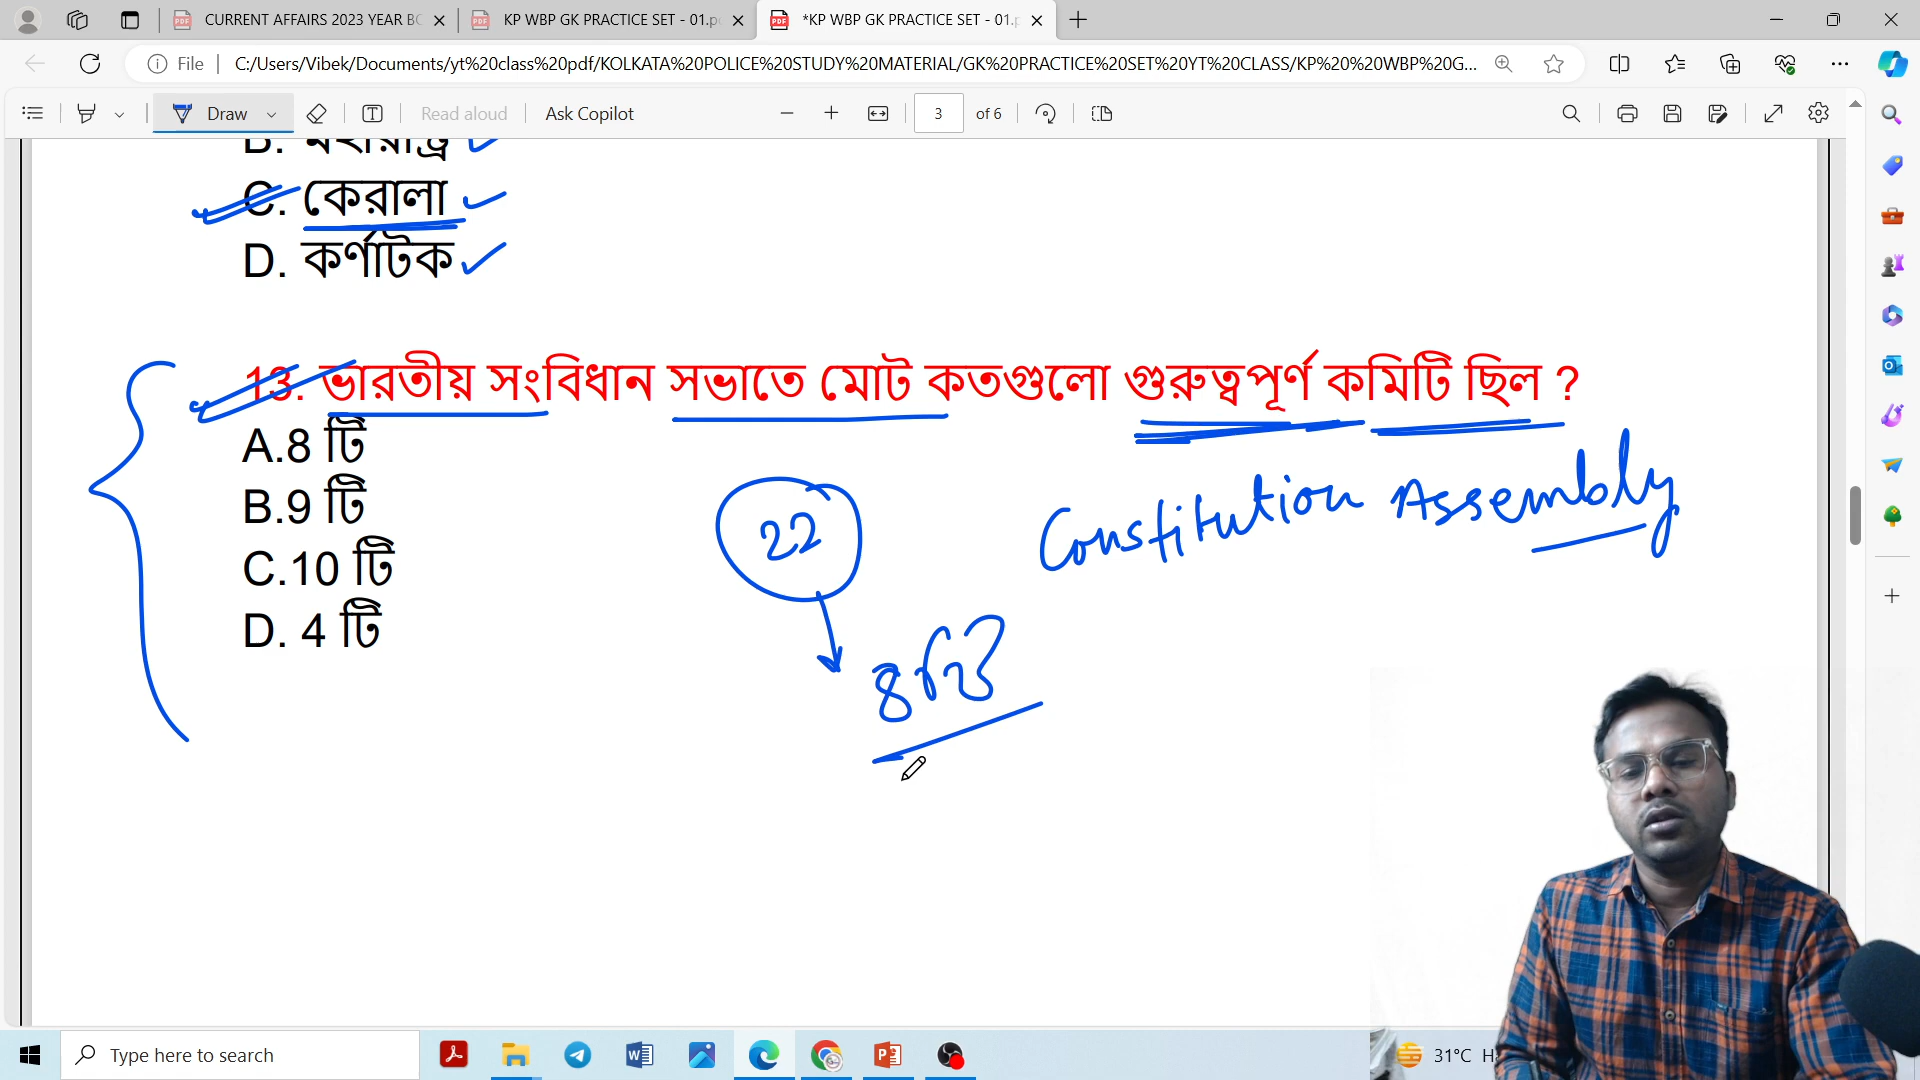 CURRENT AFFAIRS 2023 YEAR BC
KP WBP GK PRACTICE SET - 01.p
*KP WBP GK PRACTICE SET - 01.p
File
C:/Users/Vibek/Documents/yt%20class%20pdf/KOLKATA%20POLICE%20STUDY%20MATERIAL/GK%20PRACTICE%20SET%20YT%20CLASS/KP%20%20WBP%20G...
Draw
Read aloud
Ask Copilot
3 of 6
B. মহারাষ্ট্র
C. কেরালা
D. কর্ণাটক
13. ভারতীয় সংবিধান সভাতে মোট কতগুলো গুরুত্বপূর্ণ কমিটি ছিল ?
A.8 টি
B.9 টি
C.10 টি
D. 4 টি
22
Constitution Assembly
8 টি
Type here to search
31°C